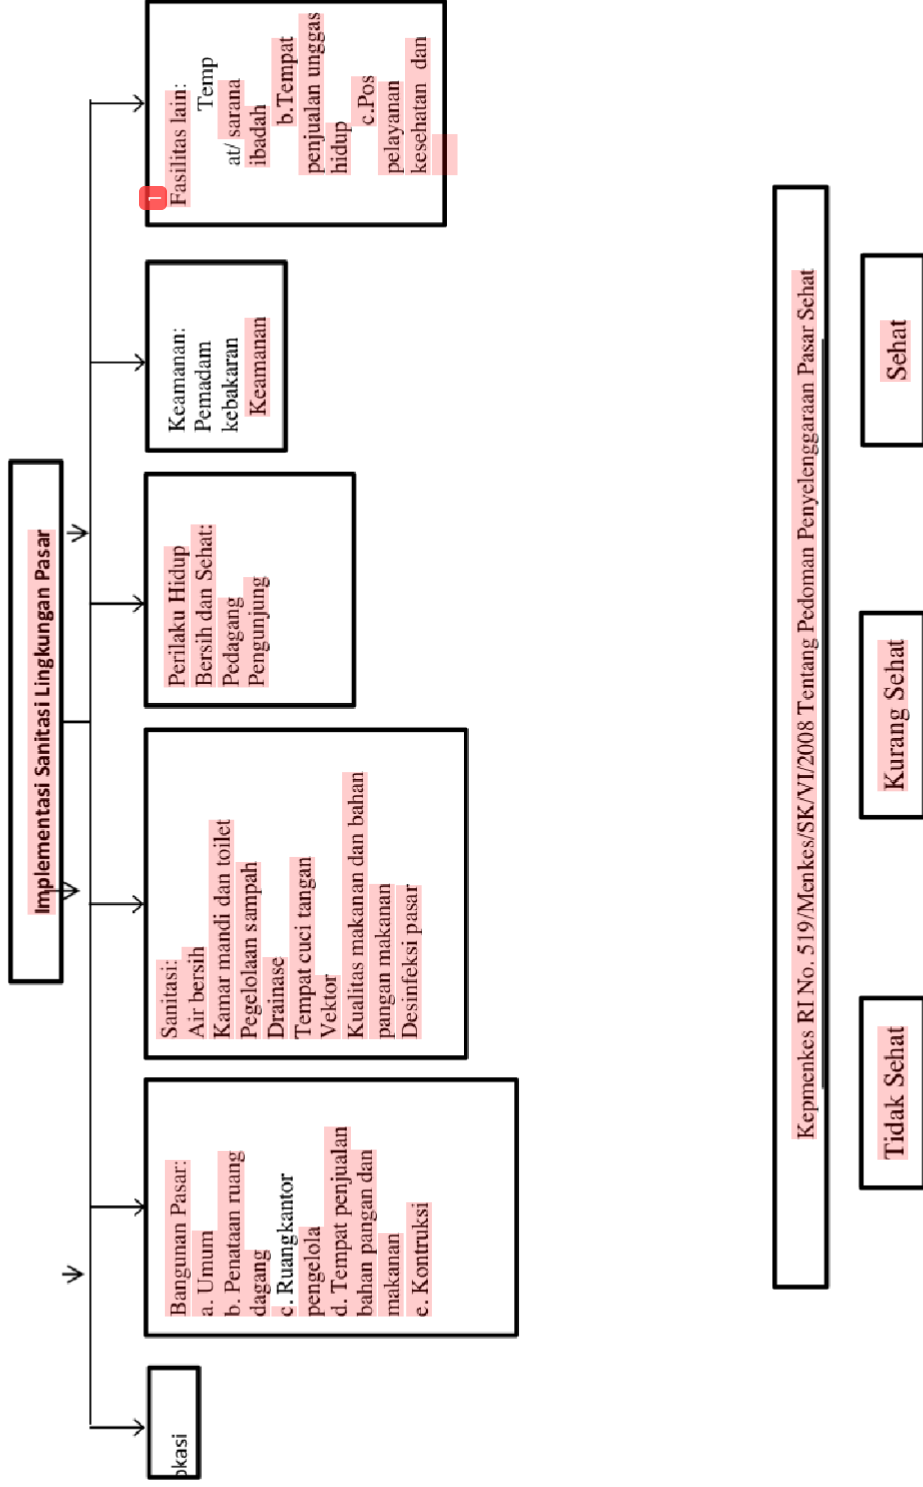 Implementasi Sanitasi Lingkungan Pasar
okasi
Bangunan Pasar:
a. Umum
b. Penataan ruang
dagang
c. Ruangkantor
pengelola
d. Tempat penjualan
bahan pangan dan
makanan
e. Kontruksi
Sanitasi:
Air bersih
Kamar mandi dan toilet
Pegelolaan sampah
Drainase
Tempat cuci tangan
Vektor
Kualitas makanan dan bahan
pangan makanan
Desinfeksi pasar
Perilaku Hidup
Bersih dan Sehat:
Pedagang
Pengunjung
Keamanan:
Pemadam
kebakaran
Keamanan
1
Fasilitas lain:
Temp
at/ sarana
ibadah
b.Tempat
penjualan unggas
hidup
c.Pos
pelayanan
kesehatan dan
Kepmenkes RI No. 519/Menkes/SK/VI/2008 Tentang Pedoman Penyelenggaraan Pasar Sehat
Tidak Sehat
Kurang Sehat
Sehat